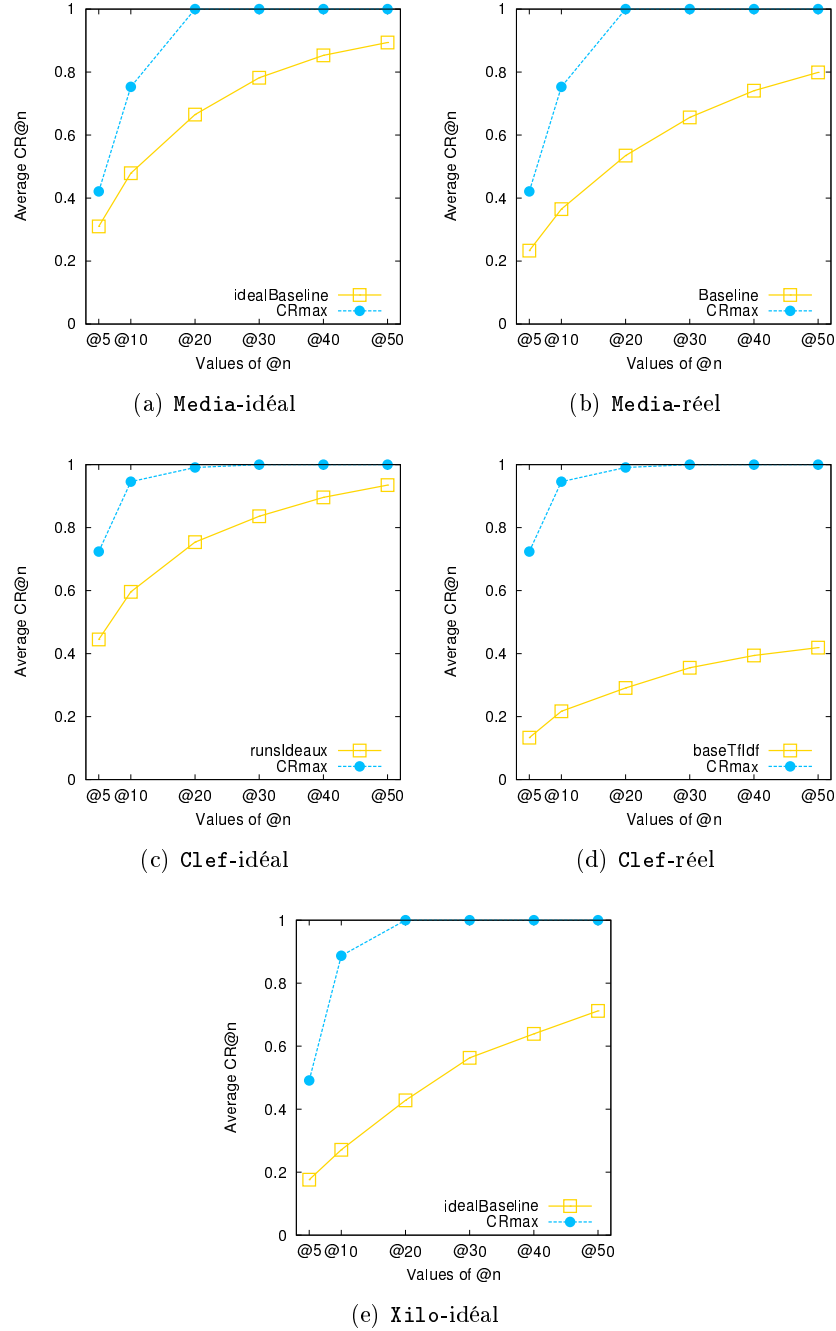 1
0.8
0.6
0.4
0.2
0
Average CR@n
idealBaseline
CRmax
@5 @10 @20 @30 @40 @50
Values of @n
(a) Media-idéal
1
0.8
0.6
0.4
0.2
0
Average CR@n
Baseline
CRmax
@5 @10 @20 @30 @40 @50
Values of @n
(b) Media-réel
1
0.8
0.6
0.4
0.2
0
Average CR@n
runsIdeaux
CRmax
@5 @10 @20 @30 @40 @50
Values of @n
(c) Clef-idéal
1
0.8
0.6
0.4
0.2
0
Average CR@n
baseTfIdf
CRmax
@5 @10 @20 @30 @40 @50
Values of @n
(d) Clef-réel
1
0.8
0.6
0.4
0.2
0
Average CR@n
idealBaseline
CRmax
@5 @10 @20 @30 @40 @50
Values of @n
(e) Xilo-idéal